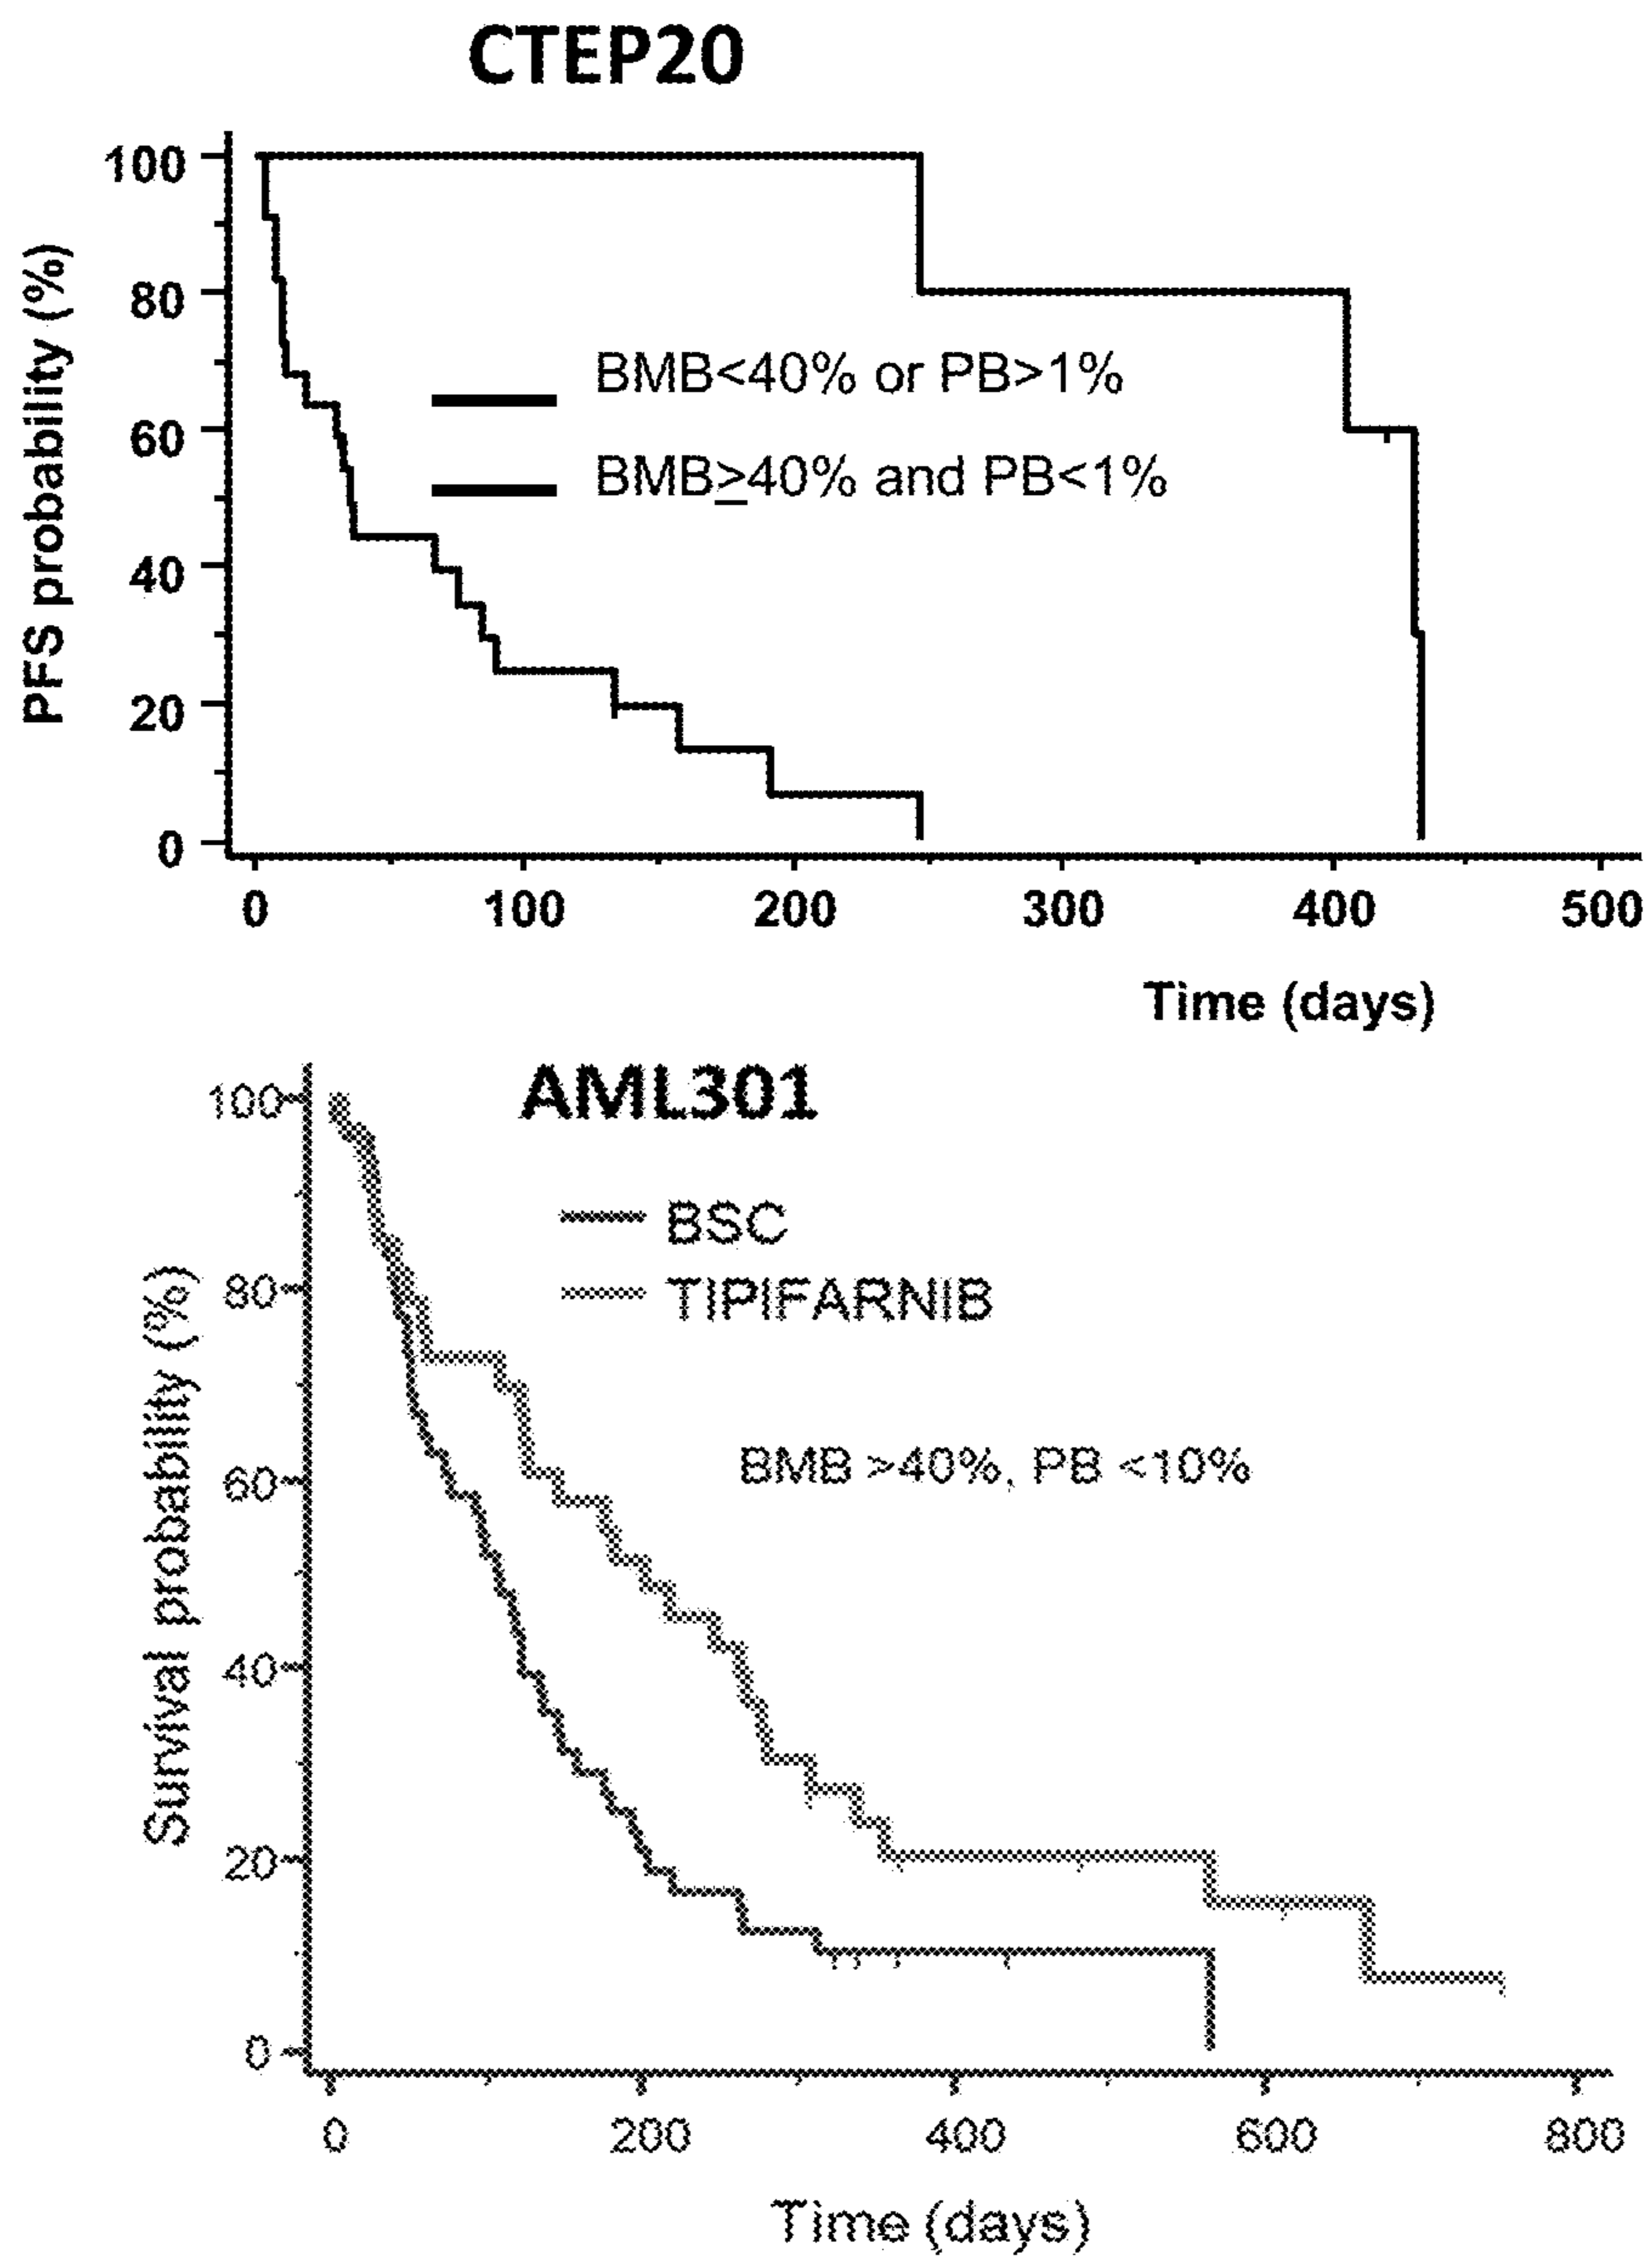 CTEP20
PFS probability (%)
100
80
60
40
20
0
BMB<40% or PB>1%
BMB≥40% and PB<1%
0 100 200 300 400 500
Time (days)
AML301
Survival probability (%)
100
80
60
40
20
0
BSC
TIPIFARNIB
BMB >40%, PB <10%
0 200 400 600 800
Time (days)